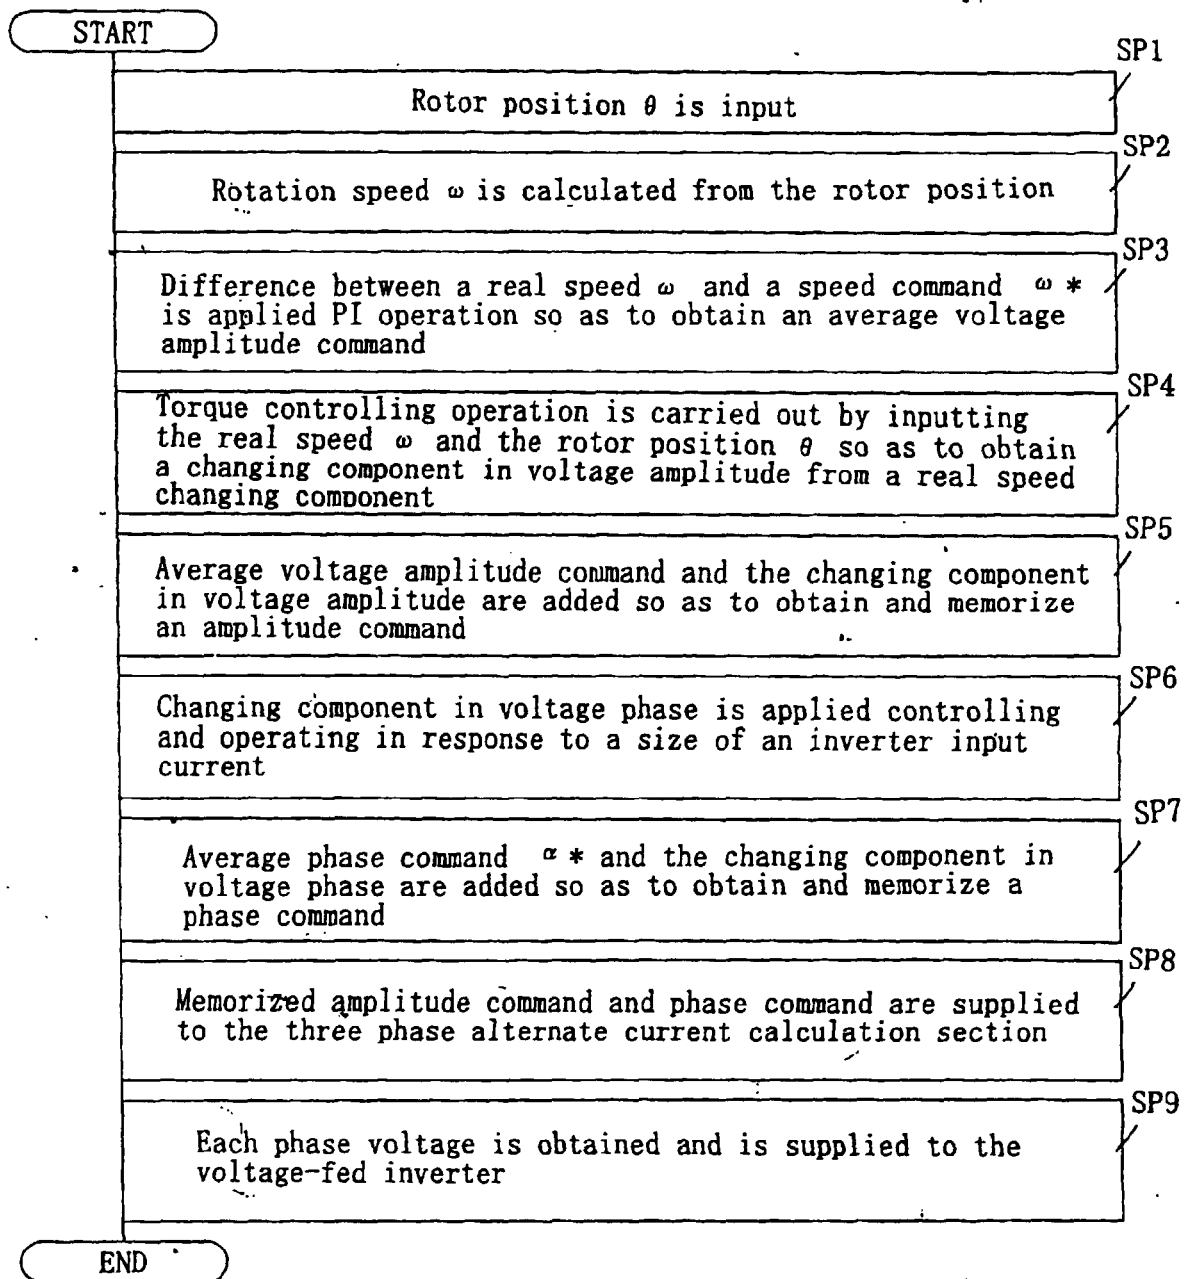 START
SP1
Rotor position θ is input
SP2
Rotation speed ω is calculated from the rotor position
SP3
Difference between a real speed ω and a speed command ω *
is applied PI operation so as to obtain an average voltage
amplitude command
SP4
Torque controlling operation is carried out by inputting
the real speed ω and the rotor position θ so as to obtain
a changing component in voltage amplitude from a real speed
changing component
SP5
Average voltage amplitude command and the changing component
in voltage amplitude are added so as to obtain and memorize
an amplitude command
SP6
Changing component in voltage phase is applied controlling
and operating in response to a size of an inverter input
current
SP7
Average phase command α * and the changing component in
voltage phase are added so as to obtain and memorize a
phase command
SP8
Memorized amplitude command and phase command are supplied
to the three phase alternate current calculation section
SP9
Each phase voltage is obtained and is supplied to the
voltage-fed inverter
END